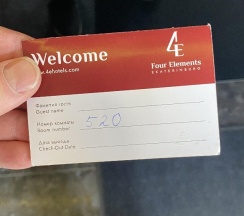 Welcome
www.4ehotels.com
4E
Four Elements
EKATERINBURG
Фамилия гостя
Guest name
Номер комнаты 520
Room number
Дата выезда
Check-Out Date